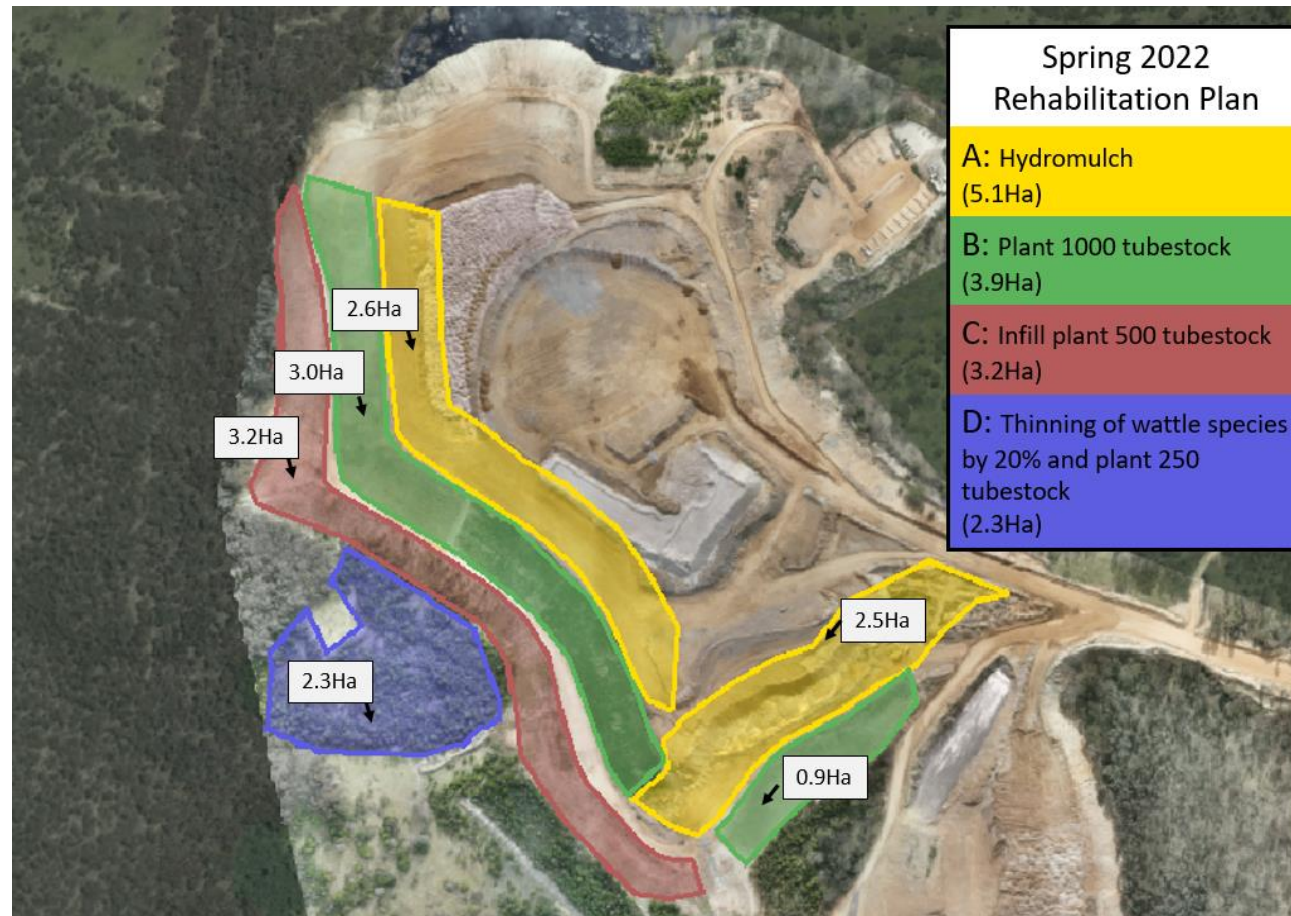 Spring 2022
Rehabilitation Plan
A: Hydromulch
(5.1Ha)
B: Plant 1000 tubestock
(3.9Ha)
C: Infill plant 500 tubestock
(3.2Ha)
D: Thinning of wattle species
by 20% and plant 250
tubestock
(2.3Ha)
2.6Ha
3.0Ha
3.2Ha
2.5Ha
2.3Ha
0.9Ha